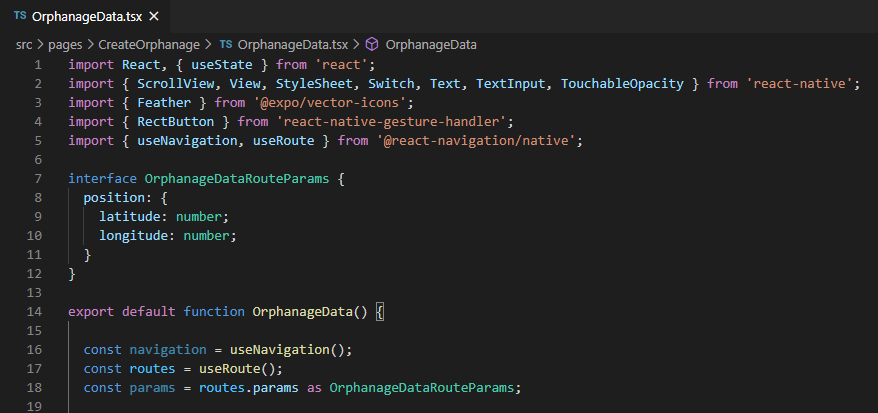 TS OrphanageData.tsx ×
src > pages > CreateOrphanage > TS OrphanageData.tsx > OrphanageData
1 import React, { useState } from 'react';
2 import { ScrollView, View, StyleSheet, Switch, Text, TextInput, TouchableOpacity } from 'react-native';
3 import { Feather } from '@expo/vector-icons';
4 import { RectButton } from 'react-native-gesture-handler';
5 import { useNavigation, useRoute } from '@react-navigation/native';
6
7 interface OrphanageDataRouteParams {
8   position: {
9     latitude: number;
10     longitude: number;
11   }
12 }
13
14 export default function OrphanageData() {
15
16   const navigation = useNavigation();
17   const routes = useRoute();
18   const params = routes.params as OrphanageDataRouteParams;
19